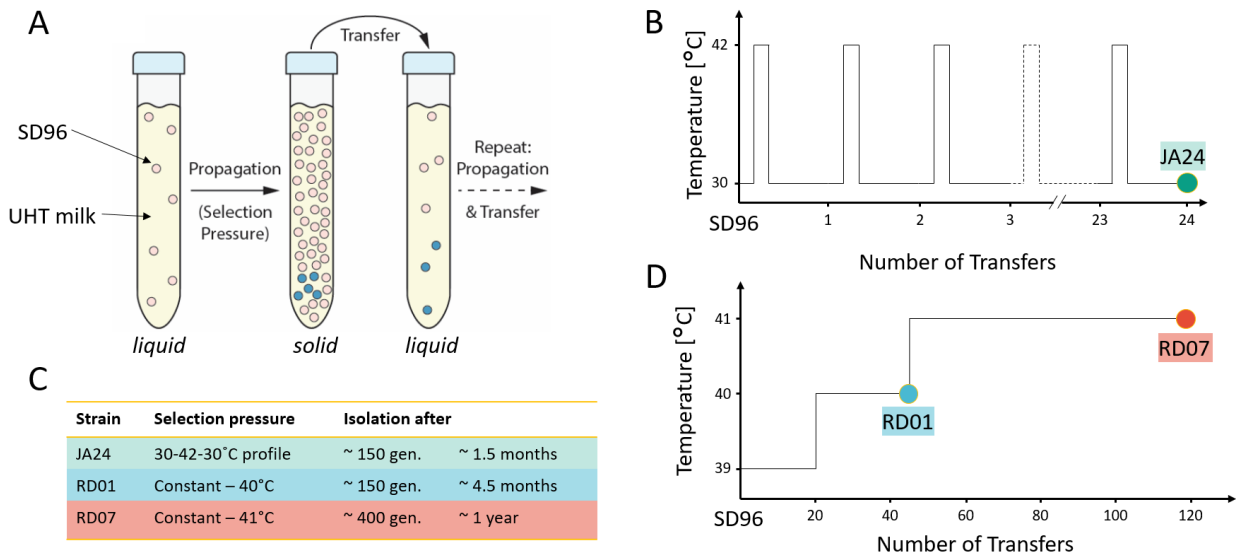 A
Transfer
SD96
UHT milk
Propagation
(Selection
Pressure)
Repeat:
Propagation
& Transfer
liquid
solid
liquid
B
Temperature [°C]
42
30
JA24
SD96
1
2
3
23
24
Number of Transfers
C
Strain Selection pressure Isolation after
JA24 30-42-30°C profile ~ 150 gen. ~ 1.5 months
RD01 Constant – 40°C ~ 150 gen. ~ 4.5 months
RD07 Constant – 41°C ~ 400 gen. ~ 1 year
D
Temperature [°C]
41
40
39
RD07
RD01
SD96
20
40
60
80
100
120
Number of Transfers